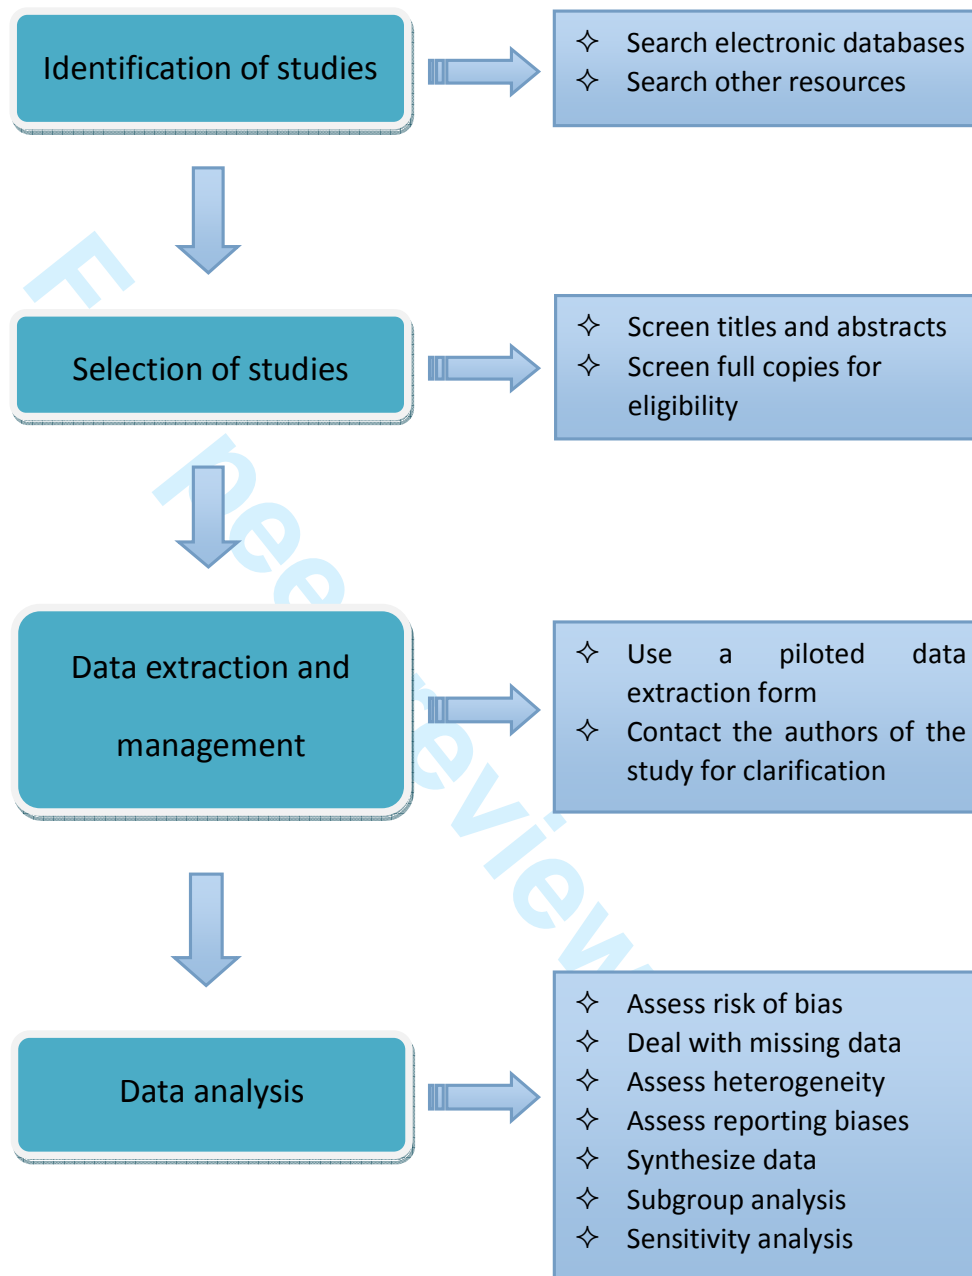 Identification of studies
✧ Search electronic databases
✧ Search other resources
Selection of studies
✧ Screen titles and abstracts
✧ Screen full copies for
eligibility
Data extraction and
management
✧ Use a piloted data
extraction form
✧ Contact the authors of the
study for clarification
Data analysis
✧ Assess risk of bias
✧ Deal with missing data
✧ Assess heterogeneity
✧ Assess reporting biases
✧ Synthesize data
✧ Subgroup analysis
✧ Sensitivity analysis
peer review